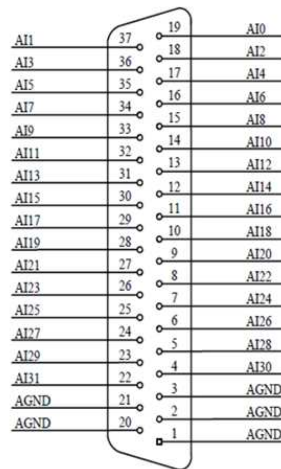 19 AI0
AI1 37
18 AI2
AI3 36
17 AI4
AI5 35
16 AI6
AI7 34
15 AI8
AI9 33
14 AI10
AI11 32
13 AI12
AI13 31
12 AI14
AI15 30
11 AI16
AI17 29
10 AI18
AI19 28
9 AI20
AI21 27
8 AI22
AI23 26
7 AI24
AI25 25
6 AI26
AI27 24
5 AI28
AI29 23
4 AI30
AI31 22
3 AGND
AGND 21
2 AGND
AGND 20
1 AGND